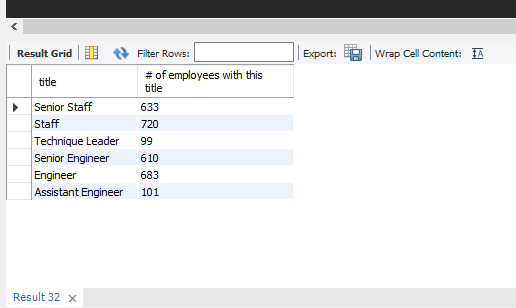 Result Grid Filter Rows: Export: Wrap Cell Content:
title # of employees with this title
Senior Staff 633
Staff 720
Technique Leader 99
Senior Engineer 610
Engineer 683
Assistant Engineer 101
Result 32